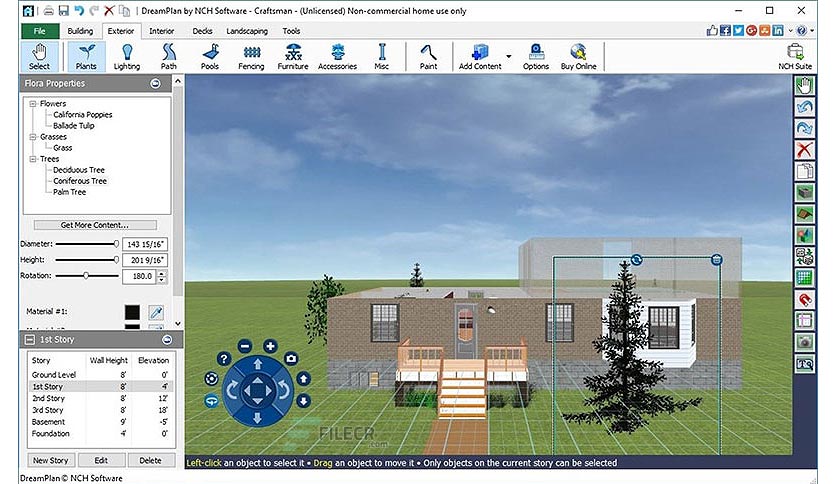 DreamPlan by NCH Software - Craftsman - (Unlicensed) Non-commercial home use only
File Building Exterior Interior Decks Landscaping Tools
Select Plants Lighting Path Pools Fencing Furniture Accessories Misc Paint Add Content Options Buy Online NCH Suite
Flora Properties
Flowers
California Poppies
Ballade Tulip
Grasses
Grass
Trees
Deciduous Tree
Coniferous Tree
Palm Tree
Get More Content...
Diameter: 143 15/16"
Height: 201 9/16"
Rotation: 180.0
Material #1:
1st Story
Story Wall Height Elevation
Ground Level 8' 0'
1st Story 8' 4'
2nd Story 8' 12'
3rd Story 8' 18'
Basement 9' -5'
Foundation 4' 0'
New Story Edit Delete
FILECR
.com
Left-click an object to select it • Drag an object to move it • Only objects on the current story can be selected
DreamPlan © NCH Software